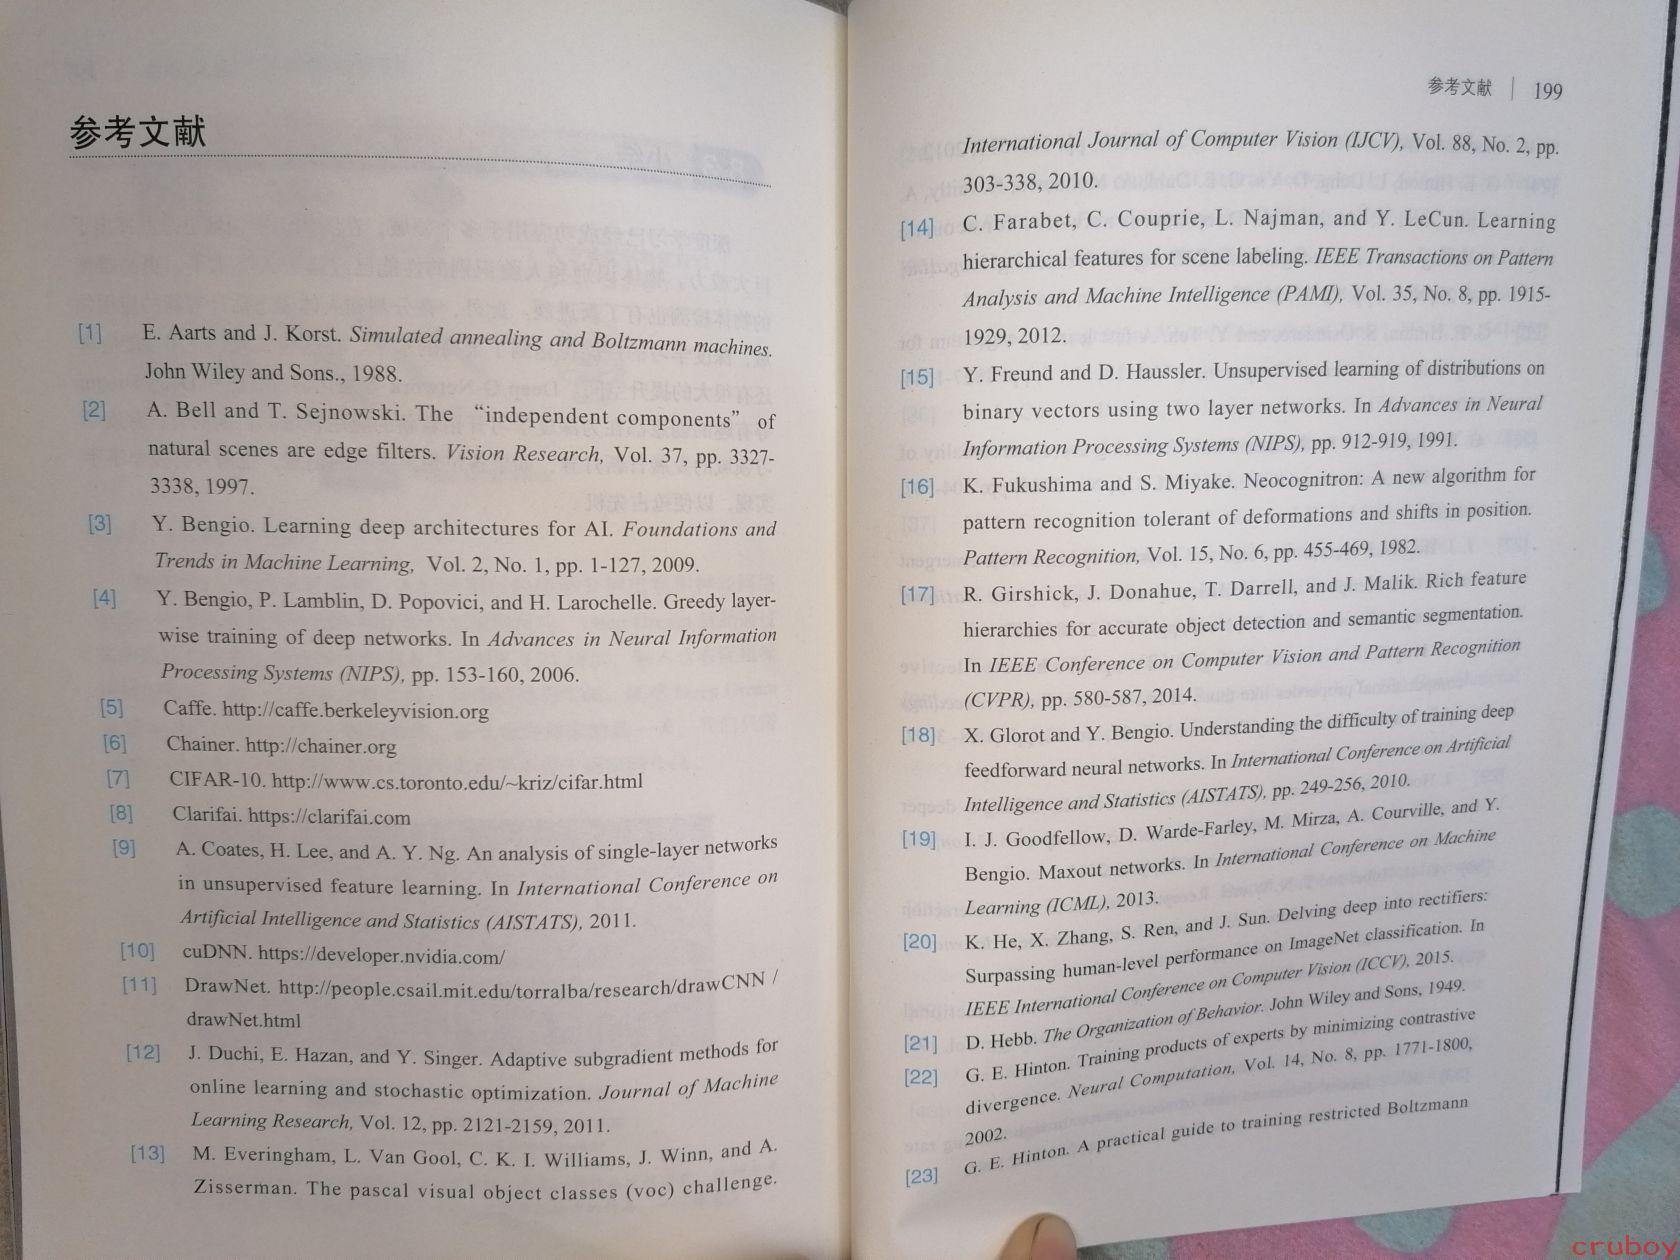 参考文献
[1] E. Aarts and J. Korst. Simulated annealing and Boltzmann machines.
John Wiley and Sons., 1988.
[2] A. Bell and T. Sejnowski. The “independent components” of
natural scenes are edge filters. Vision Research, Vol. 37, pp. 3327-
3338, 1997.
[3] Y. Bengio. Learning deep architectures for AI. Foundations and
Trends in Machine Learning, Vol. 2, No. 1, pp. 1-127, 2009.
[4] Y. Bengio, P. Lamblin, D. Popovici, and H. Larochelle. Greedy layer-
wise training of deep networks. In Advances in Neural Information
Processing Systems (NIPS), pp. 153-160, 2006.
[5] Caffe. http://caffe.berkeleyvision.org
[6] Chainer. http://chainer.org
[7] CIFAR-10. http://www.cs.toronto.edu/~kriz/cifar.html
[8] Clarifai. https://clarifai.com
[9] A. Coates, H. Lee, and A. Y. Ng. An analysis of single-layer networks
in unsupervised feature learning. In International Conference on
Artificial Intelligence and Statistics (AISTATS), 2011.
[10] cuDNN. https://developer.nvidia.com/
[11] DrawNet. http://people.csail.mit.edu/torralba/research/drawCNN /
drawNet.html
[12] J. Duchi, E. Hazan, and Y. Singer. Adaptive subgradient methods for
online learning and stochastic optimization. Journal of Machine
Learning Research, Vol. 12, pp. 2121-2159, 2011.
[13] M. Everingham, L. Van Gool, C. K. I. Williams, J. Winn, and A.
Zisserman. The pascal visual object classes (voc) challenge.
参考文献 | 199
International Journal of Computer Vision (IJCV), Vol. 88, No. 2, pp.
303-338, 2010.
[14] C. Farabet, C. Couprie, L. Najman, and Y. LeCun. Learning
hierarchical features for scene labeling. IEEE Transactions on Pattern
Analysis and Machine Intelligence (PAMI), Vol. 35, No. 8, pp. 1915-
1929, 2012.
[15] Y. Freund and D. Haussler. Unsupervised learning of distributions on
binary vectors using two layer networks. In Advances in Neural
Information Processing Systems (NIPS), pp. 912-919, 1991.
[16] K. Fukushima and S. Miyake. Neocognitron: A new algorithm for
pattern recognition tolerant of deformations and shifts in position.
Pattern Recognition, Vol. 15, No. 6, pp. 455-469, 1982.
[17] R. Girshick, J. Donahue, T. Darrell, and J. Malik. Rich feature
hierarchies for accurate object detection and semantic segmentation.
In IEEE Conference on Computer Vision and Pattern Recognition
(CVPR), pp. 580-587, 2014.
[18] X. Glorot and Y. Bengio. Understanding the difficulty of training deep
feedforward neural networks. In International Conference on Artificial
Intelligence and Statistics (AISTATS), pp. 249-256, 2010.
[19] I. J. Goodfellow, D. Warde-Farley, M. Mirza, A. Courville, and Y.
Bengio. Maxout networks. In International Conference on Machine
Learning (ICML), 2013.
[20] K. He, X. Zhang, S. Ren, and J. Sun. Delving deep into rectifiers:
Surpassing human-level performance on ImageNet classification. In
IEEE International Conference on Computer Vision (ICCV), 2015.
[21] D. Hebb. The Organization of Behavior. John Wiley and Sons, 1949.
[22] G. E. Hinton. Training products of experts by minimizing contrastive
divergence. Neural Computation, Vol. 14, No. 8, pp. 1771-1800,
2002.
[23] G. E. Hinton. A practical guide to training restricted Boltzmann
cruboy